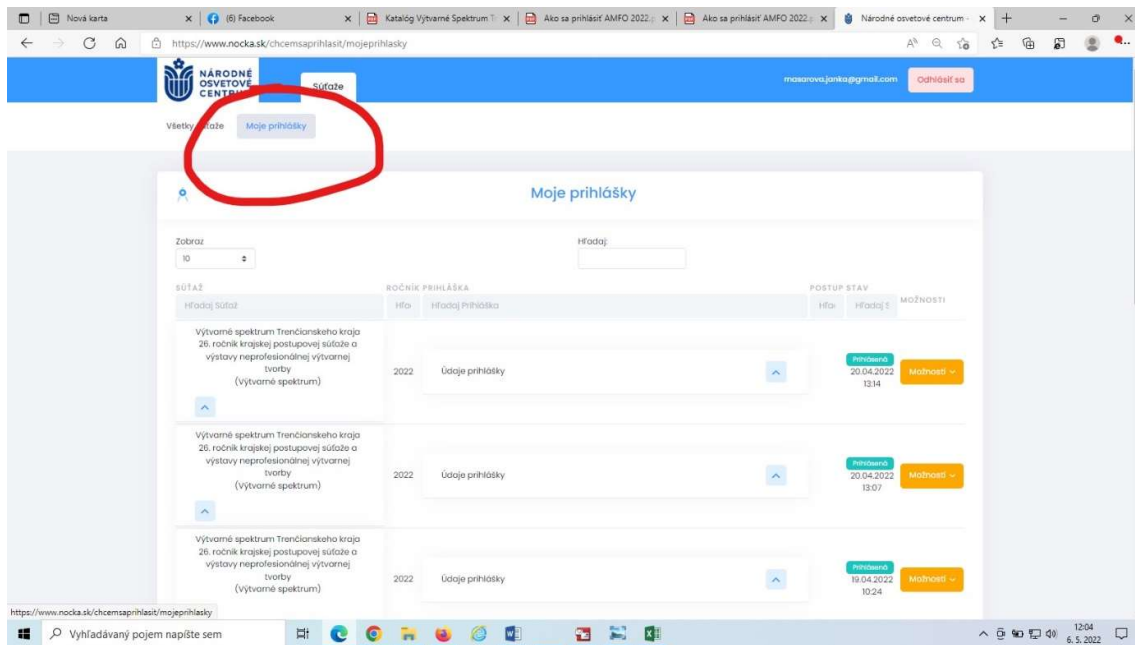 Nová karta
(6) Facebook
Katalóg Výtvarné Spektrum T
Ako sa prihlásiť AMFO 2022.p
Ako sa prihlásiť AMFO 2022.p
Národné osvetové centrum -
https://www.nocka.sk/chcemsaprihlasit/mojeprihlasky
NÁRODNÉ
OSVETOVÉ
Súťaže
masarova.janka@gmail.com
Odhlásiť sa
Všetky
Moje prihlášky
Moje prihlášky
Zobraz
10
Hľadaj:
SÚŤAŽ
ROČNÍK
PRIHLÁŠKA
POSTUP
STAV
MOŽNOSTI
Hľadaj Súťaž
Hľa
Hľadaj Prihláška
Hľa
Hľadaj S
Výtvarné spektrum Trenčianskeho kraja
26. ročník krajskej postupovej súťaže a
výstavy neprofesionálnej výtvarnej
tvorby
(Výtvarné spektrum)
2022
Údaje prihlášky
Prihlásená
20.04.2022
13:14
Možnosti
Výtvarné spektrum Trenčianskeho kraja
26. ročník krajskej postupovej súťaže a
výstavy neprofesionálnej výtvarnej
tvorby
(Výtvarné spektrum)
2022
Údaje prihlášky
Prihlásená
20.04.2022
13:07
Možnosti
Výtvarné spektrum Trenčianskeho kraja
26. ročník krajskej postupovej súťaže a
výstavy neprofesionálnej výtvarnej
tvorby
(Výtvarné spektrum)
2022
Údaje prihlášky
Prihlásená
19.04.2022
10:24
Možnosti
https://www.nocka.sk/chcemsaprihlasit/mojeprihlasky
Vyhľadávaný pojem napíšte sem
12:04
6. 5. 2022